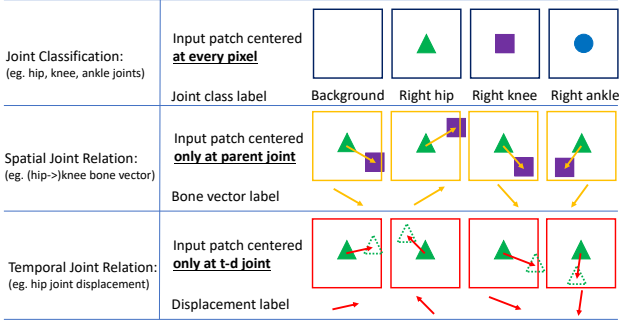 Joint Classification:
(eg. hip, knee, ankle joints)
Input patch centered
at every pixel
Joint class label
Background
Right hip
Right knee
Right ankle
Spatial Joint Relation:
(eg. (hip->)knee bone vector)
Input patch centered
only at parent joint
Bone vector label
Temporal Joint Relation:
(eg. hip joint displacement)
Input patch centered
only at t-d joint
Displacement label